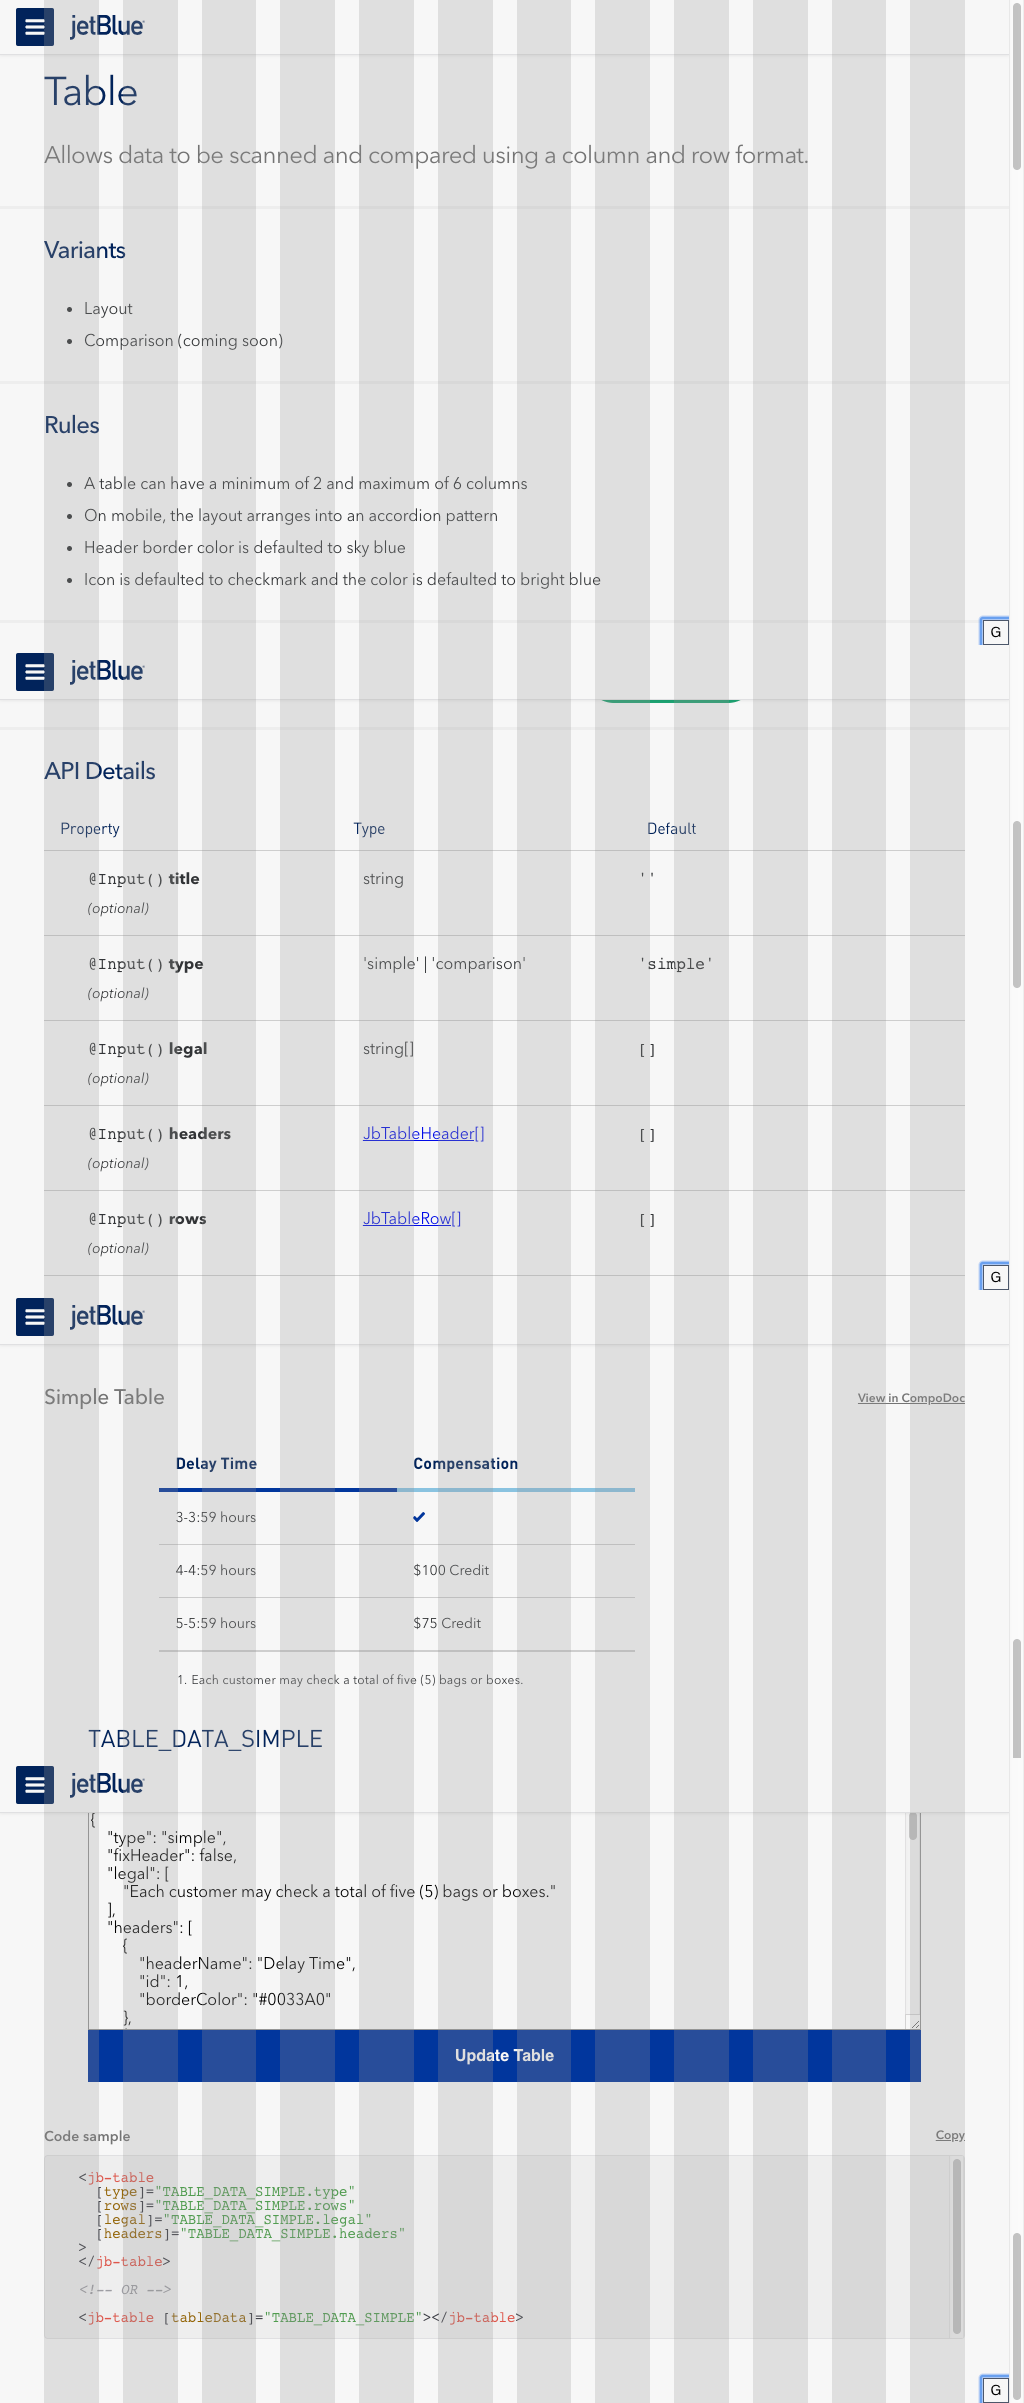 jetBlue
Table
Allows data to be scanned and compared using a column and row format.
Variants
• Layout
• Comparison (coming soon)
Rules
• A table can have a minimum of 2 and maximum of 6 columns
• On mobile, the layout arranges into an accordion pattern
• Header border color is defaulted to sky blue
• Icon is defaulted to checkmark and the color is defaulted to bright blue
G
jetBlue
API Details
Property Type Default
@Input() title string ''
(optional)
@Input() type 'simple' | 'comparison' 'simple'
(optional)
@Input() legal string[] []
(optional)
@Input() headers JbTableHeader[] []
(optional)
@Input() rows JbTableRow[] []
(optional)
G
jetBlue
Simple Table View in CompoDoc
Delay Time Compensation
3-3:59 hours ✔
4-4:59 hours $100 Credit
5-5:59 hours $75 Credit
1. Each customer may check a total of five (5) bags or boxes.
TABLE_DATA_SIMPLE
jetBlue
{
"type": "simple",
"fixHeader": false,
"legal": [
"Each customer may check a total of five (5) bags or boxes."
],
"headers": [
{
"headerName": "Delay Time",
"id": 1,
"borderColor": "#0033A0"
},
Update Table
Code sample Copy
<jb-table
[type]="TABLE_DATA_SIMPLE.type"
[rows]="TABLE_DATA_SIMPLE.rows"
[legal]="TABLE_DATA_SIMPLE.legal"
[headers]="TABLE_DATA_SIMPLE.headers"
>
</jb-table>
<!-- OR -->
<jb-table [tableData]="TABLE_DATA_SIMPLE"></jb-table>
G